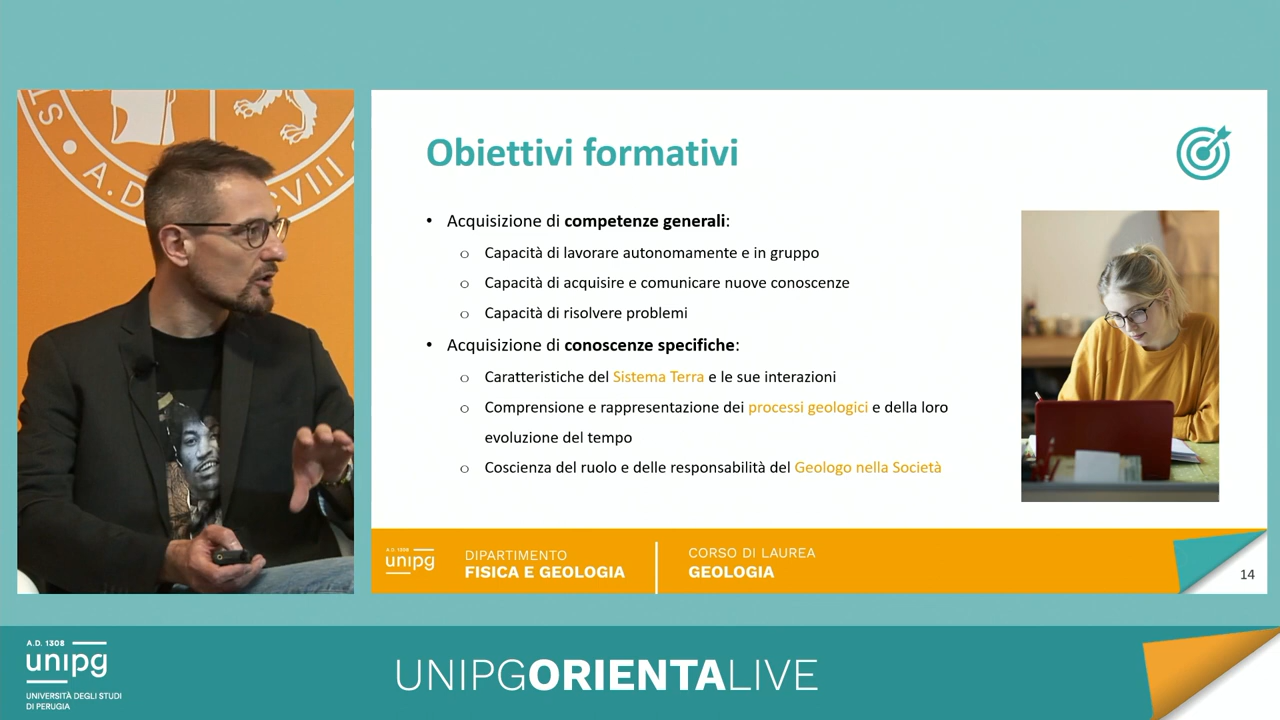 A.D.
CVIII
Obiettivi formativi
• Acquisizione di competenze generali:
o Capacità di lavorare autonomamente e in gruppo
o Capacità di acquisire e comunicare nuove conoscenze
o Capacità di risolvere problemi
• Acquisizione di conoscenze specifiche:
o Caratteristiche del Sistema Terra e le sue interazioni
o Comprensione e rappresentazione dei processi geologici e della loro
evoluzione del tempo
o Coscienza del ruolo e delle responsabilità del Geologo nella Società
A.D. 1308
unipg
DIPARTIMENTO
FISICA E GEOLOGIA
CORSO DI LAUREA
GEOLOGIA
14
A.D. 1308
unipg
UNIVERSITÀ DEGLI STUDI
DI PERUGIA
UNIPGORIENTALIVE